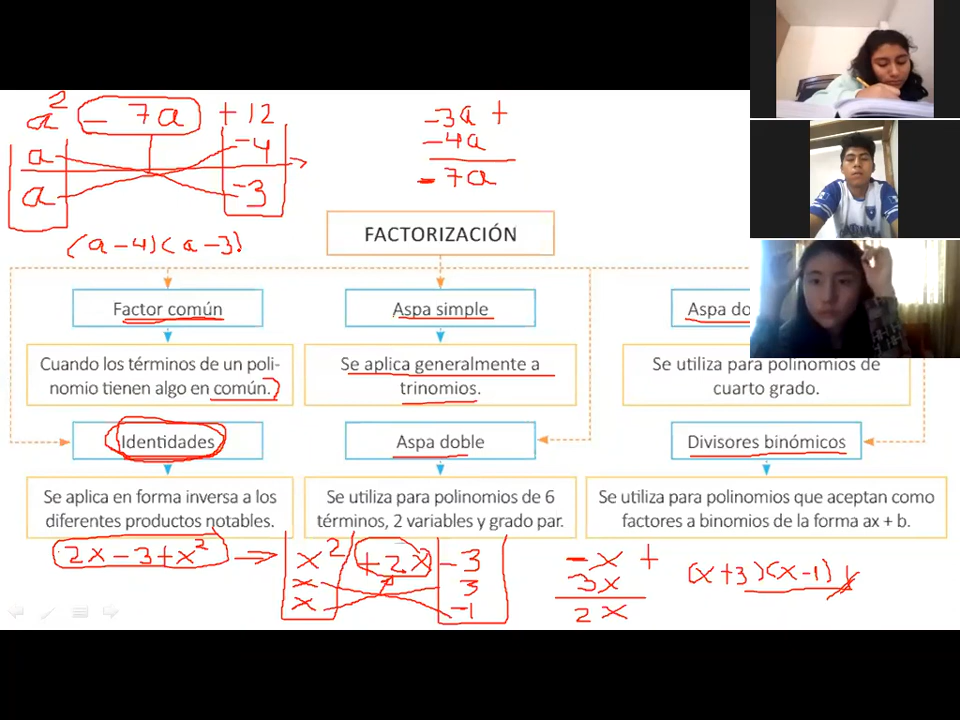 a² - 7a + 12
a -4
a -3
(a-4)(a-3)
-3a +
-4a
-7a
FACTORIZACIÓN
Factor común
Cuando los términos de un poli-
nomio tienen algo en común.
Aspa simple
Se aplica generalmente a
trinomios.
Aspa do
Se utiliza para polinomios de
cuarto grado.
Identidades
Se aplica en forma inversa a los
diferentes productos notables.
Aspa doble
Se utiliza para polinomios de 6
términos, 2 variables y grado par.
Divisores binómicos
Se utiliza para polinomios que aceptan como
factores a binomios de la forma ax + b.
2x-3+x² → x² +2x -3
x 3
x -1
-x +
3x
2x
(x+3)(x-1)